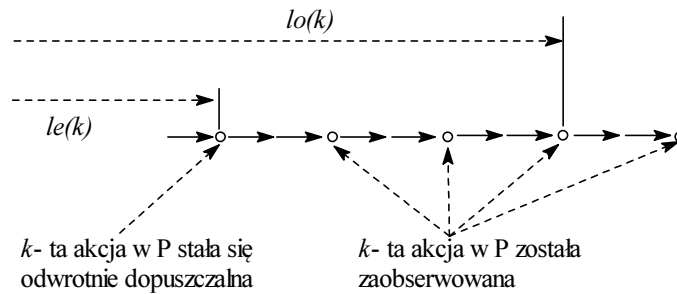 lo(k)
le(k)
k- ta akcja w P stała się
odwrotnie dopuszczalna
k- ta akcja w P została
zaobserwowana